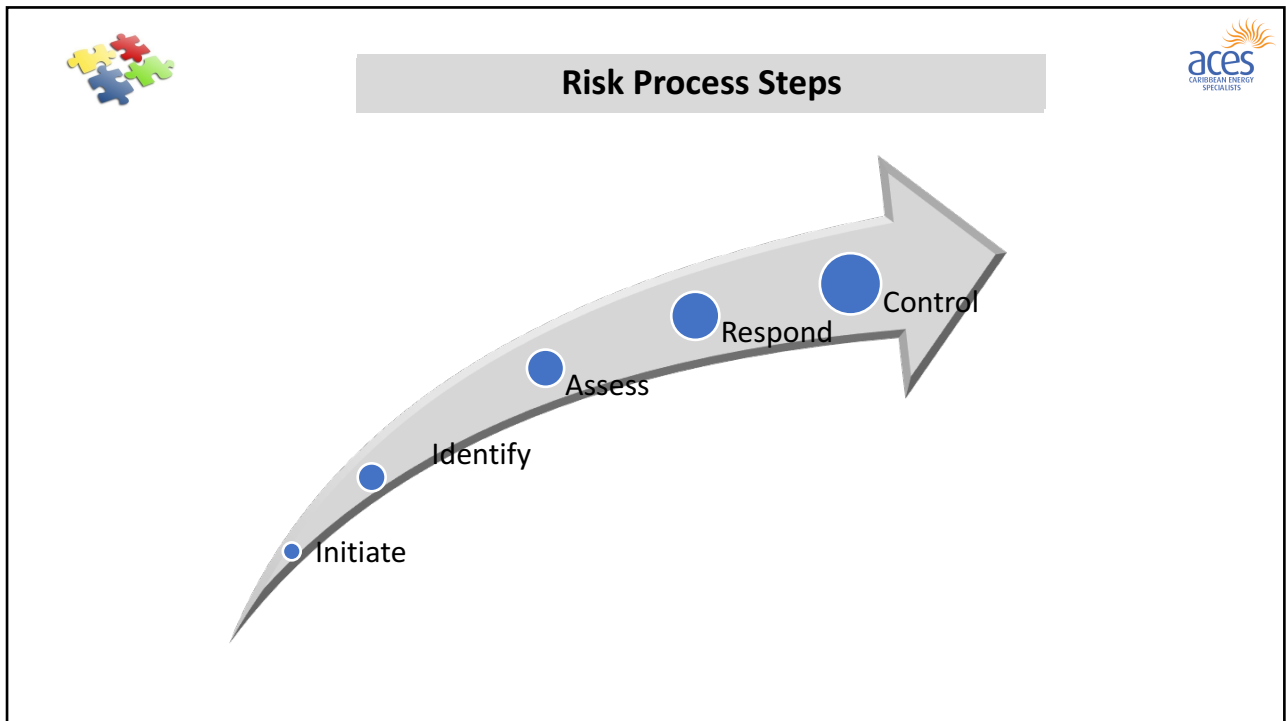 Risk Process Steps
aces
CARIBBEAN ENERGY
SPECIALISTS
Control
Respond
Assess
Identify
Initiate